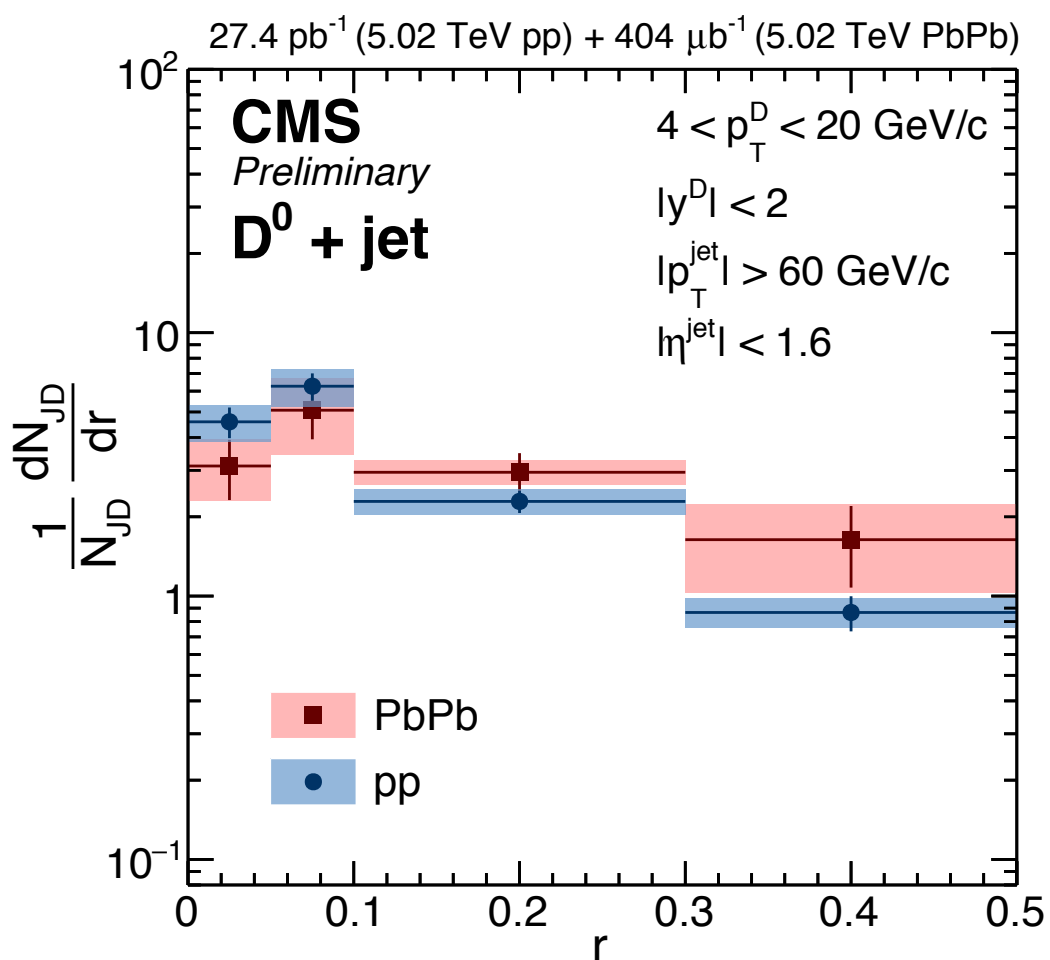 27.4 pb⁻¹ (5.02 TeV pp) + 404 μb⁻¹ (5.02 TeV PbPb)
CMS
Preliminary
D⁰ + jet
4 < p_T^D < 20 GeV/c
|y^D| < 2
|p_T^jet| > 60 GeV/c
|η^jet| < 1.6
10²
10
1
10⁻¹
1/N_JD dN_JD/dr
PbPb
pp
0 0.1 0.2 0.3 0.4 0.5
r